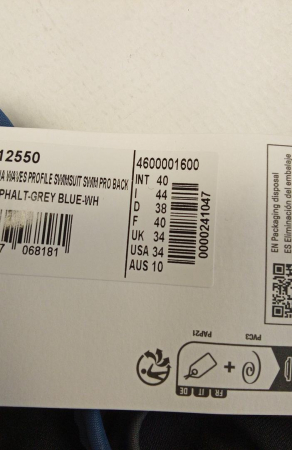 12550
A WAVES PROFILE SWIMSUIT SWIM PRO BACK
PHALT-GREY BLUE-WH
7 068181
4600001600
INT 40
I 44
D 38
F 40
UK 34
USA 34
AUS 10
0000241047
EN Packaging disposal
ES Eliminación del embalaje
PAP21
PVC3
FR IT DE